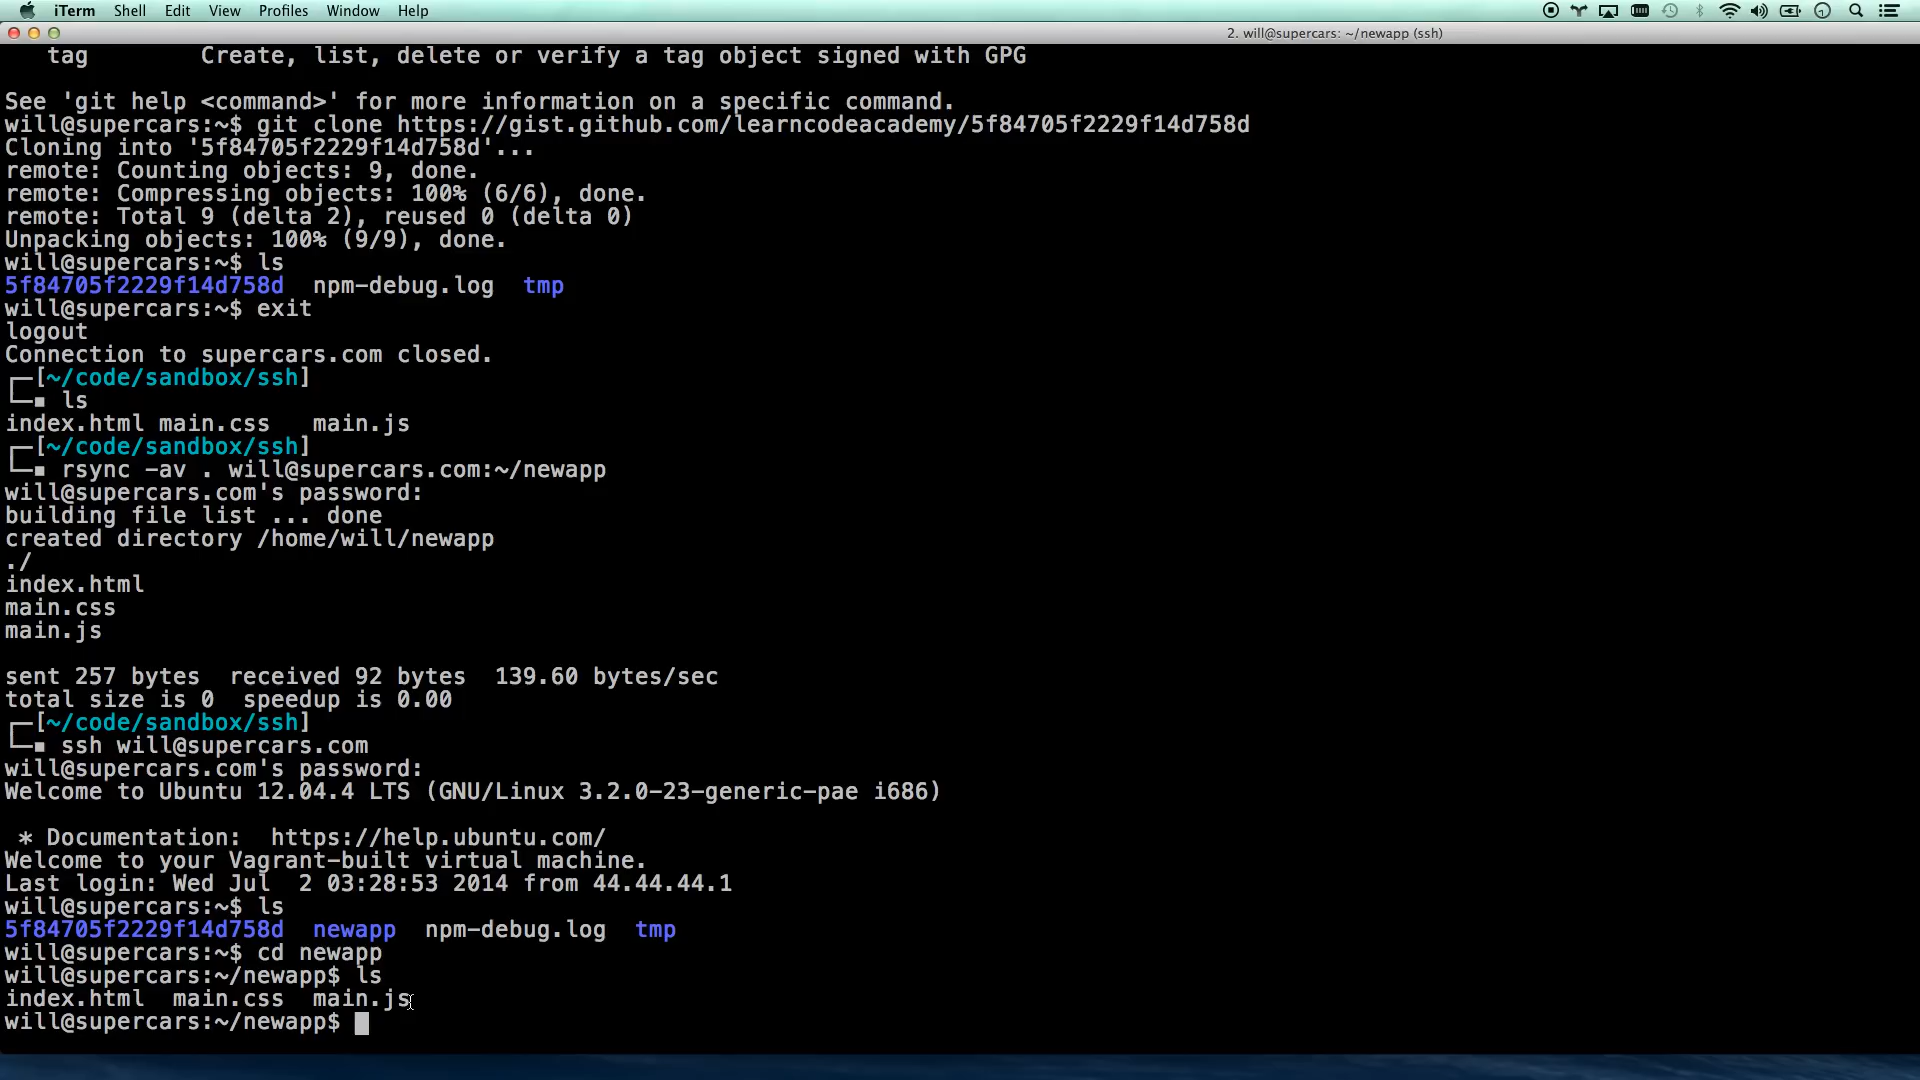 iTerm Shell Edit View Profiles Window Help
2. will@supercars: ~/newapp (ssh)
tag Create, list, delete or verify a tag object signed with GPG
See 'git help <command>' for more information on a specific command.
will@supercars:~$ git clone https://gist.github.com/learncodeacademy/5f84705f2229f14d758d
Cloning into '5f84705f2229f14d758d'...
remote: Counting objects: 9, done.
remote: Compressing objects: 100% (6/6), done.
remote: Total 9 (delta 2), reused 0 (delta 0)
Unpacking objects: 100% (9/9), done.
will@supercars:~$ ls
5f84705f2229f14d758d npm-debug.log tmp
will@supercars:~$ exit
logout
Connection to supercars.com closed.
┌─[~/code/sandbox/ssh]
└─▪ ls
index.html main.css main.js
┌─[~/code/sandbox/ssh]
└─▪ rsync -av . will@supercars.com:~/newapp
will@supercars.com's password:
building file list ... done
created directory /home/will/newapp
./
index.html
main.css
main.js
sent 257 bytes received 92 bytes 139.60 bytes/sec
total size is 0 speedup is 0.00
┌─[~/code/sandbox/ssh]
└─▪ ssh will@supercars.com
will@supercars.com's password:
Welcome to Ubuntu 12.04.4 LTS (GNU/Linux 3.2.0-23-generic-pae i686)
* Documentation: https://help.ubuntu.com/
Welcome to your Vagrant-built virtual machine.
Last login: Wed Jul 2 03:28:53 2014 from 44.44.44.1
will@supercars:~$ ls
5f84705f2229f14d758d newapp npm-debug.log tmp
will@supercars:~$ cd newapp
will@supercars:~/newapp$ ls
index.html main.css main.js
will@supercars:~/newapp$